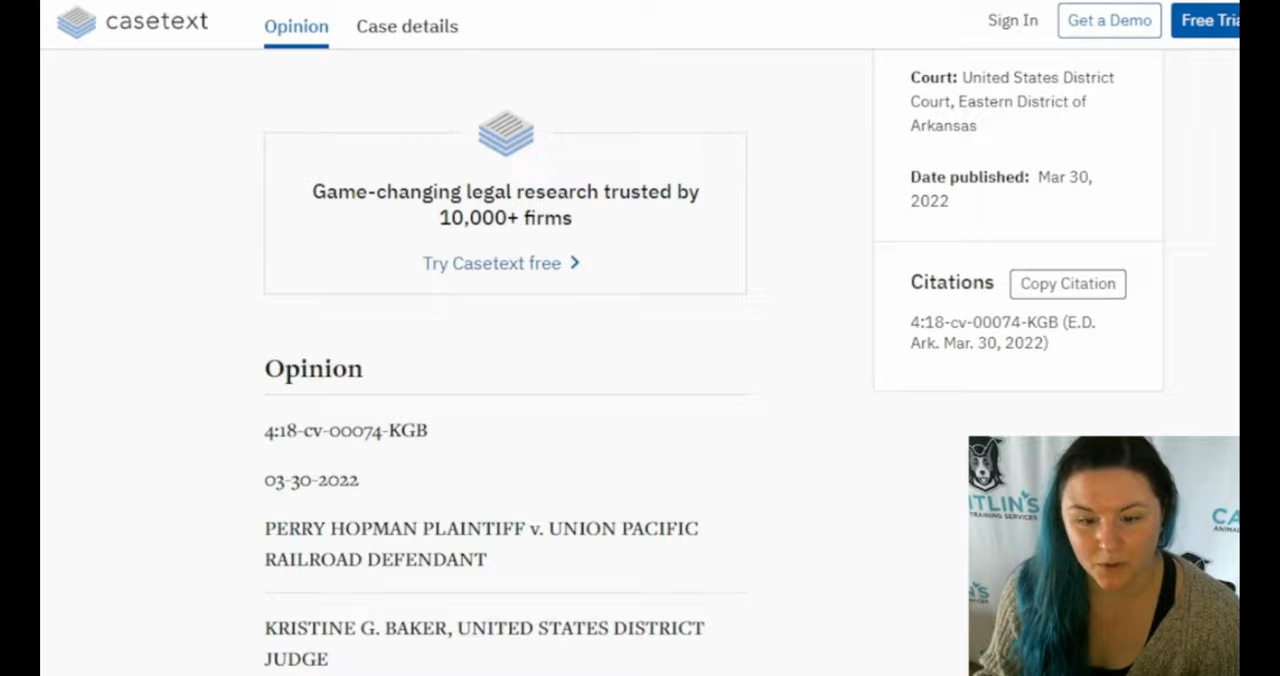 casetext
Opinion
Case details
Sign In
Get a Demo
Free
Court: United States District
Court, Eastern District of
Arkansas
Date published: Mar 30,
2022
Citations
Copy Citation
4:18-cv-00074-KGB (E.D.
Ark. Mar. 30, 2022)
Game-changing legal research trusted by
10,000+ firms
Try Casetext free
Opinion
4:18-cv-00074-KGB
03-30-2022
PERRY HOPMAN PLAINTIFF v. UNION PACIFIC
RAILROAD DEFENDANT
KRISTINE G. BAKER, UNITED STATES DISTRICT
JUDGE
TRAINING SERVICES